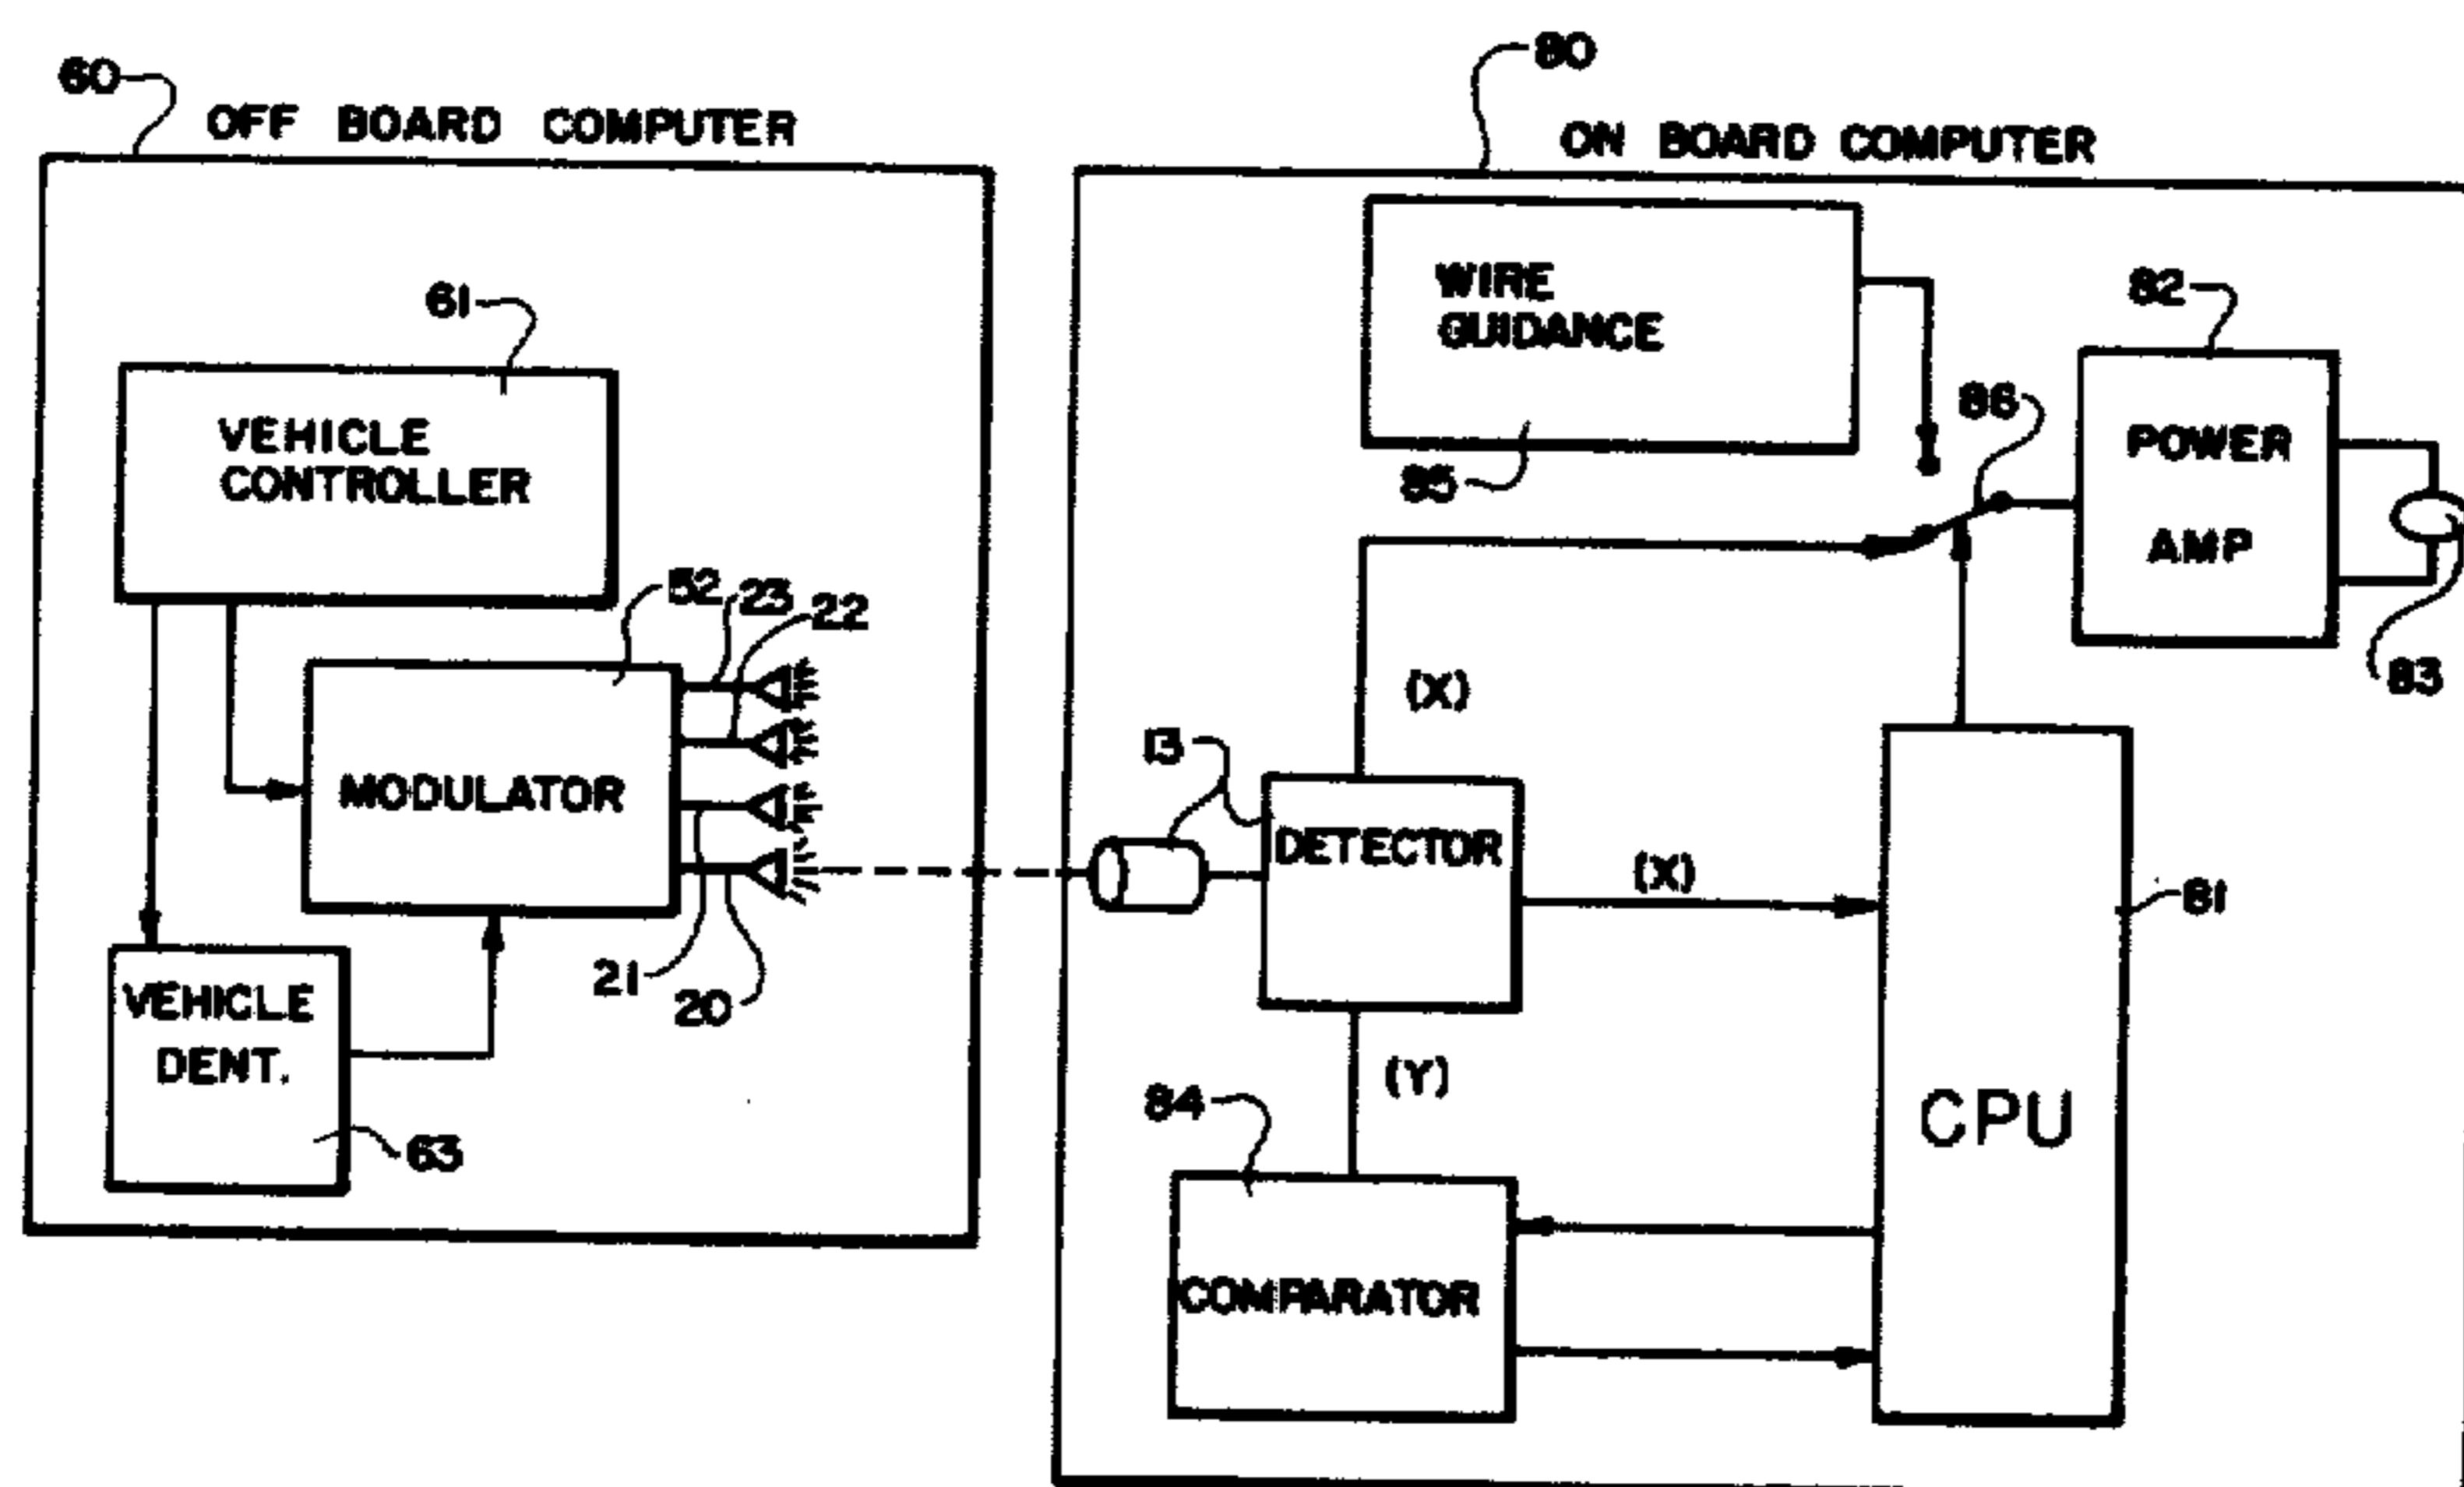 60
OFF BOARD COMPUTER
80
ON BOARD COMPUTER
61
VEHICLE
CONTROLLER
WIRE
GUIDANCE
85
82
86
POWER
AMP
83
52
23
22
MODULATOR
21
20
VEHICLE
DENT.
63
(X)
13
DETECTOR
(X)
81
CPU
(Y)
84
COMPARATOR